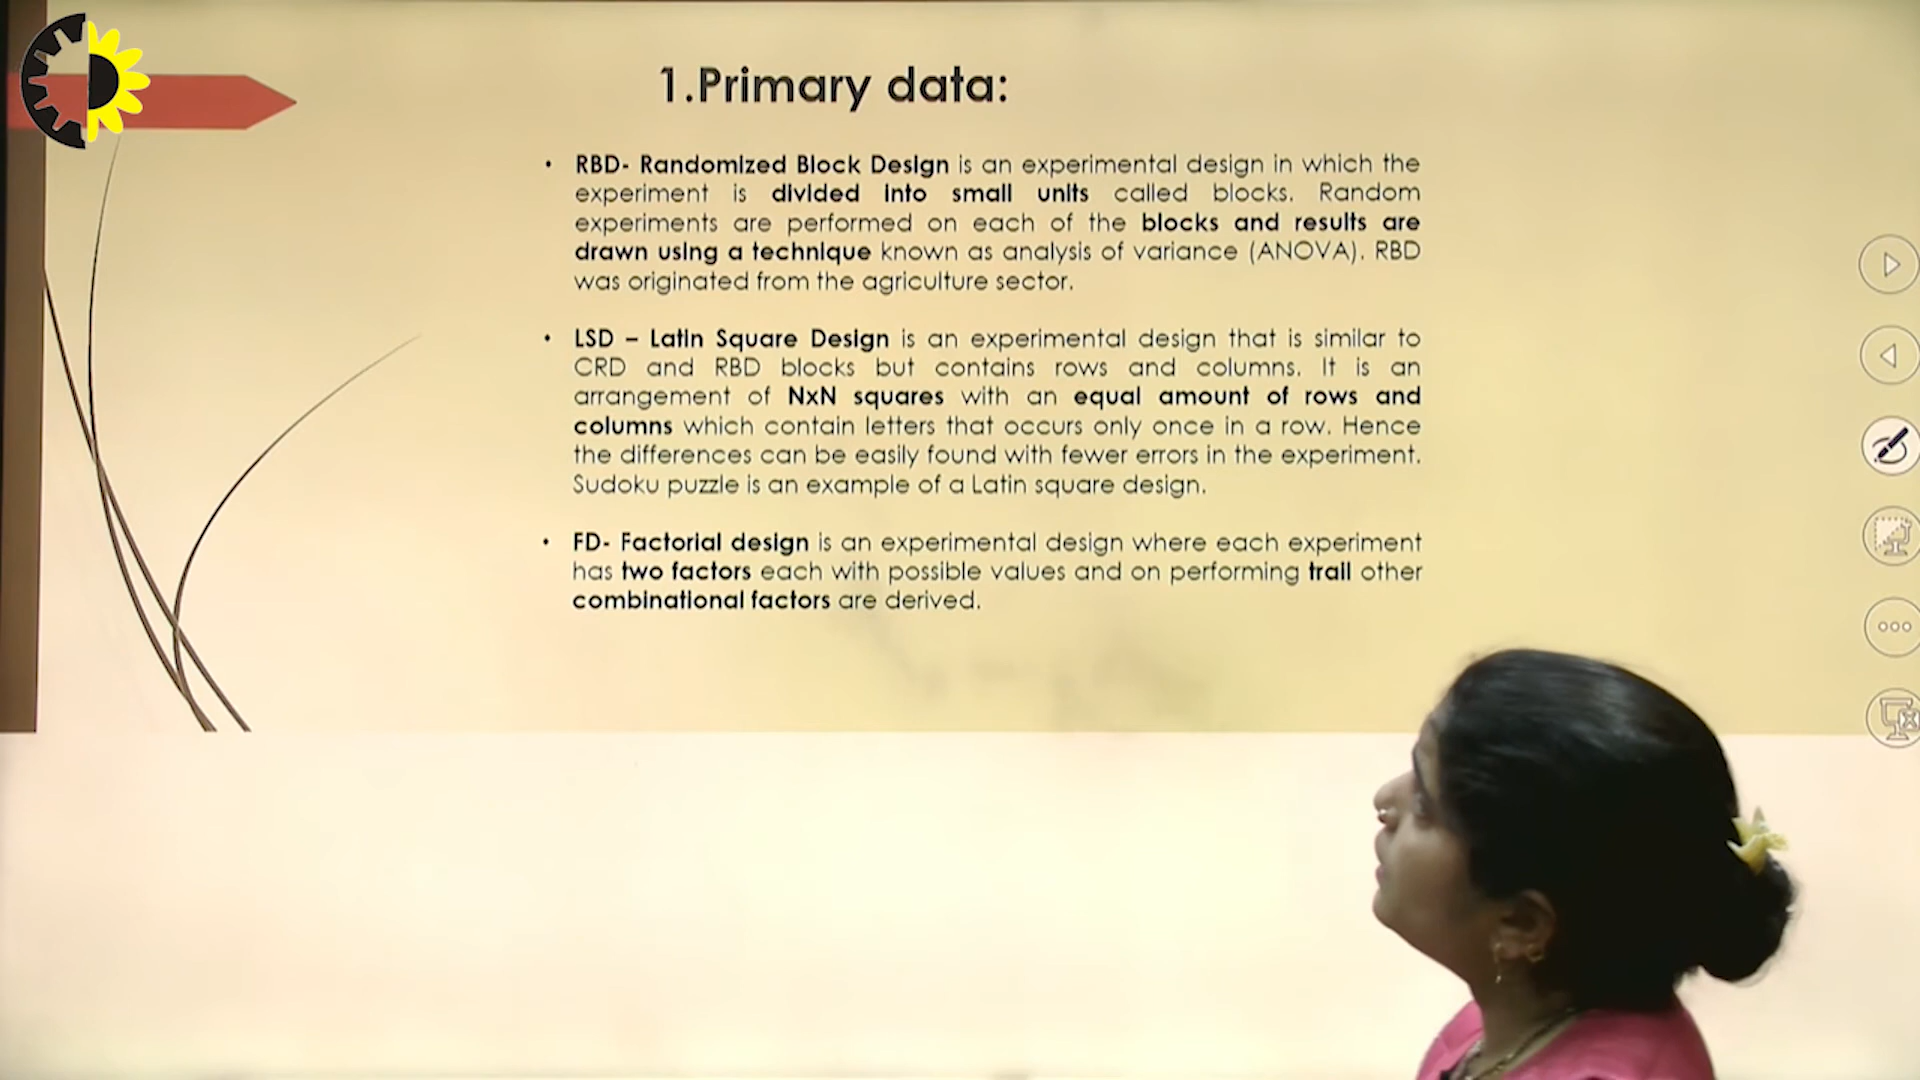 1.Primary data:
• RBD- Randomized Block Design is an experimental design in which the
experiment is divided into small units called blocks. Random
experiments are performed on each of the blocks and results are
drawn using a technique known as analysis of variance (ANOVA). RBD
was originated from the agriculture sector.
• LSD – Latin Square Design is an experimental design that is similar to
CRD and RBD blocks but contains rows and columns. It is an
arrangement of NxN squares with an equal amount of rows and
columns which contain letters that occurs only once in a row. Hence
the differences can be easily found with fewer errors in the experiment.
Sudoku puzzle is an example of a Latin square design.
• FD- Factorial design is an experimental design where each experiment
has two factors each with possible values and on performing trail other
combinational factors are derived.